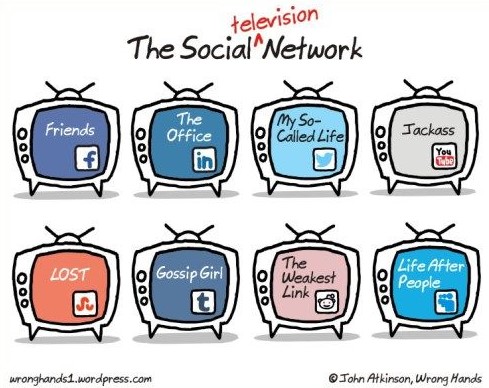 television
The Social ^ Network
Friends
f
The
Office
in
My So-
Called Life
Jackass
You
Tube
LOST
Gossip Girl
t
The
Weakest
Link
Life After
People
wronghands1.wordpress.com
© John Atkinson, Wrong Hands